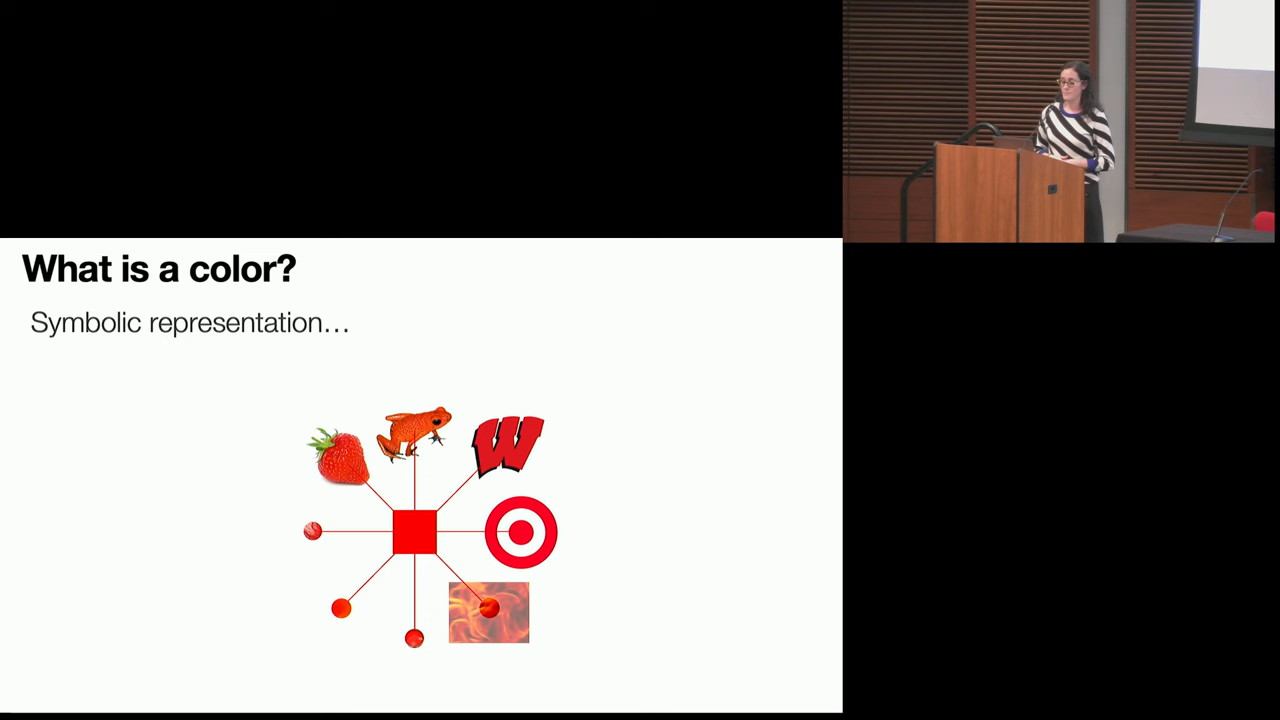 What is a color?
Symbolic representation…
W